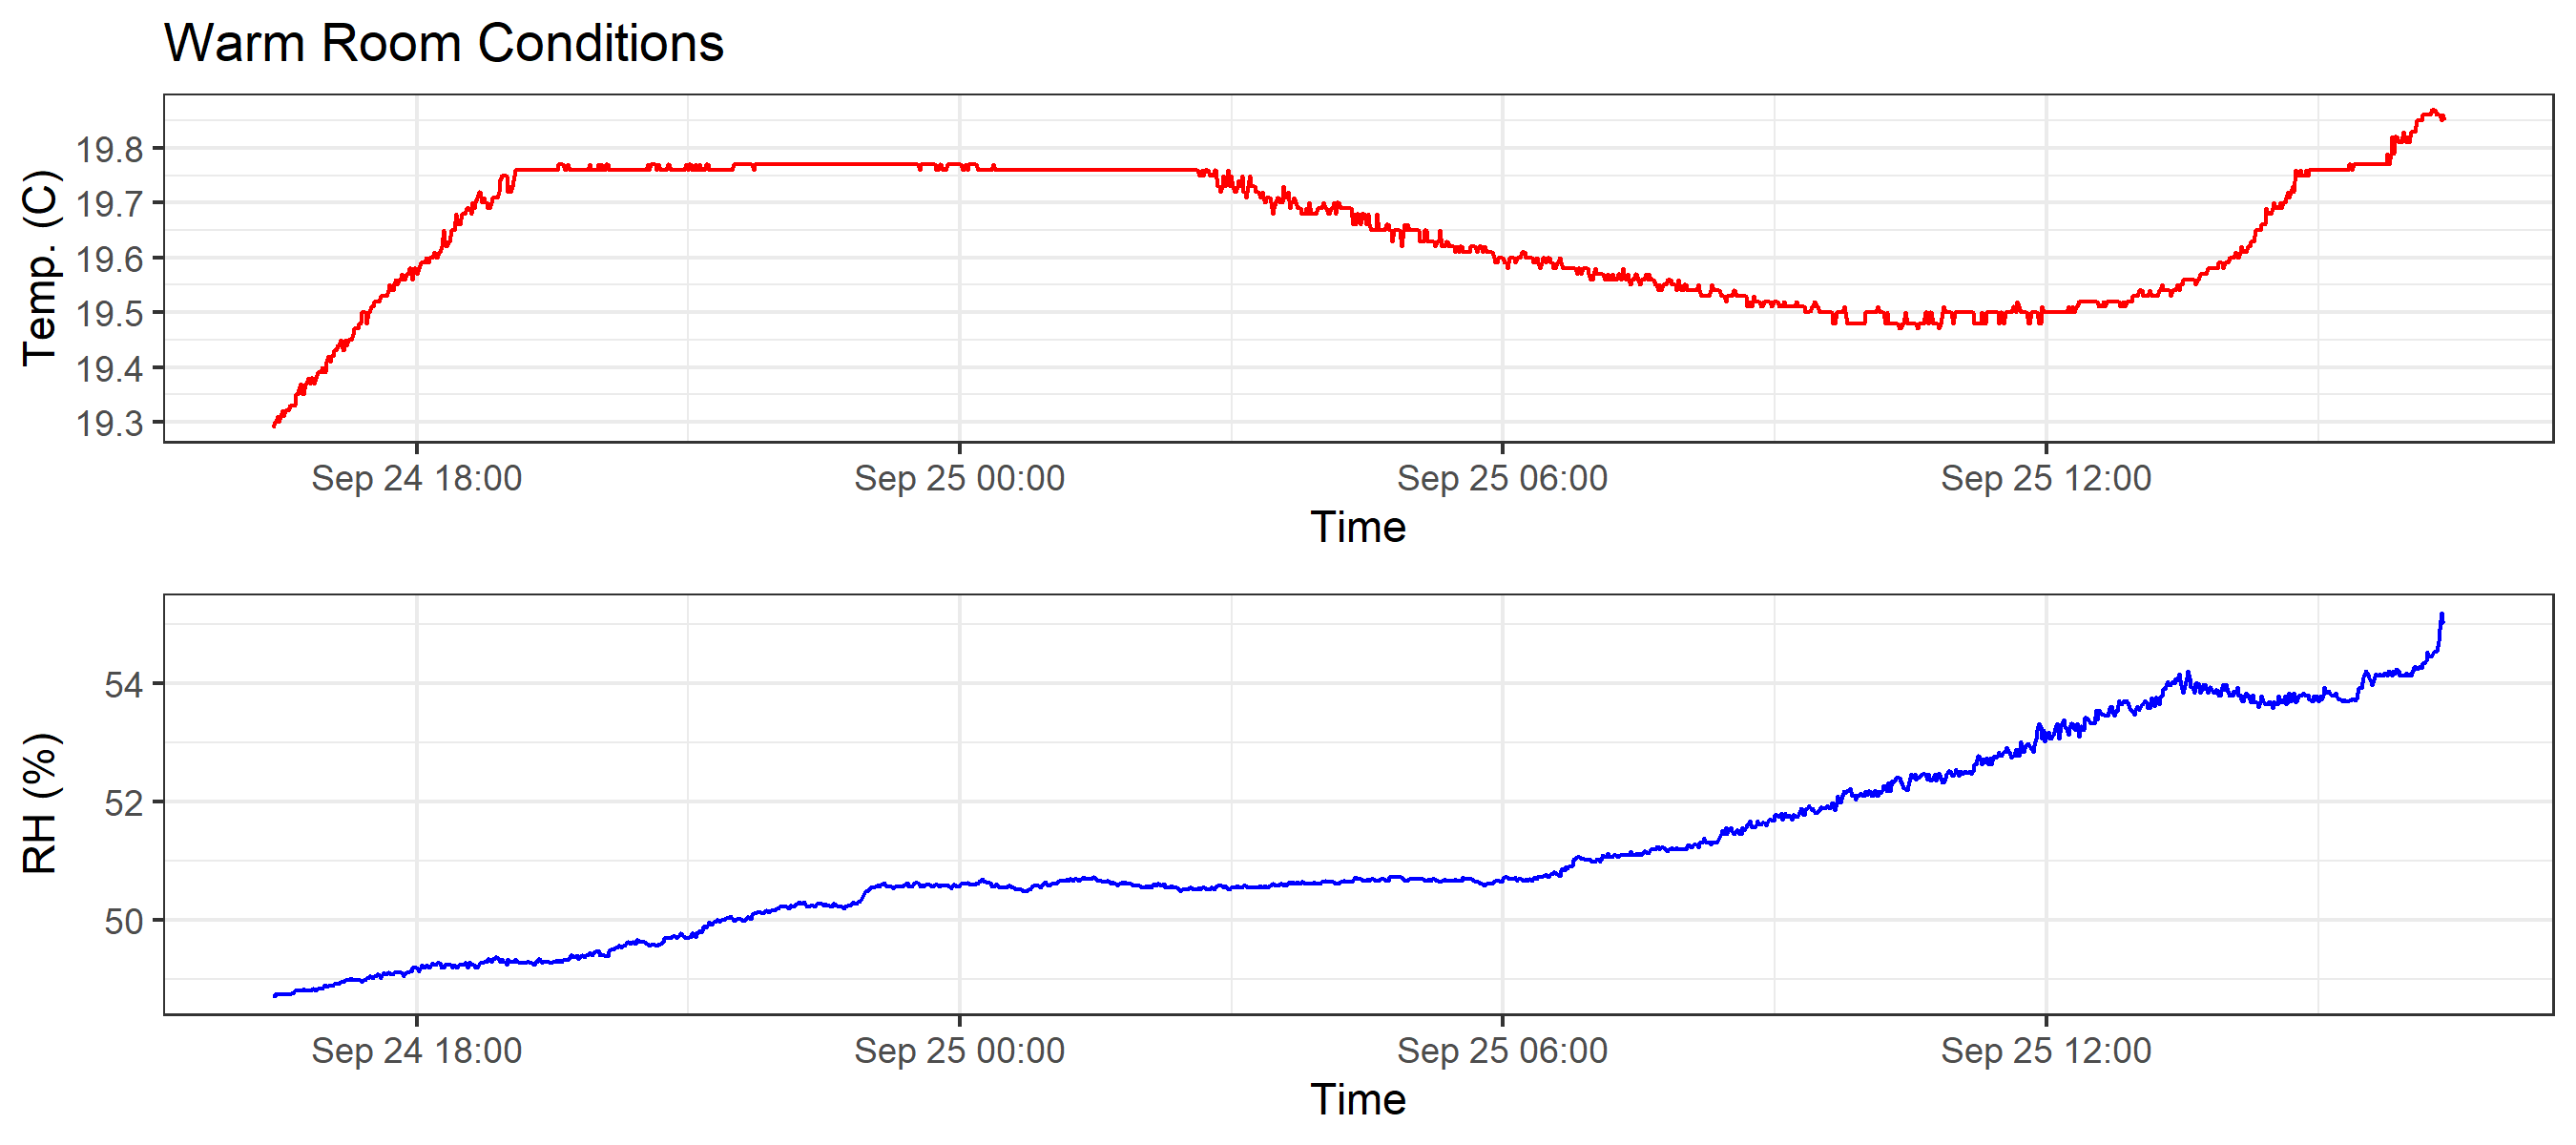 Warm Room Conditions
Temp. (C)
19.8
19.7
19.6
19.5
19.4
19.3
Sep 24 18:00 Sep 25 00:00 Sep 25 06:00 Sep 25 12:00
Time
RH (%)
54
52
50
Sep 24 18:00 Sep 25 00:00 Sep 25 06:00 Sep 25 12:00
Time